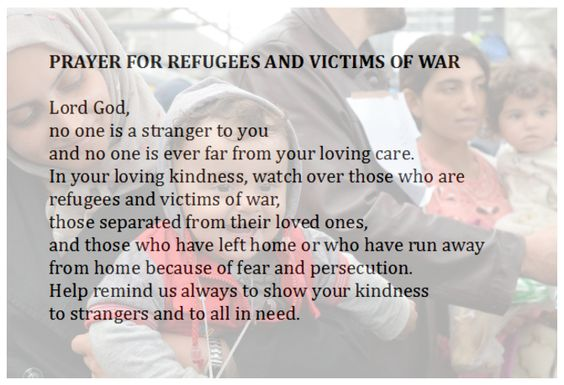 PRAYER FOR REFUGEES AND VICTIMS OF WAR
Lord God,
no one is a stranger to you
and no one is ever far from your loving care.
In your loving kindness, watch over those who are
refugees and victims of war,
those separated from their loved ones,
and those who have left home or who have run away
from home because of fear and persecution.
Help remind us always to show your kindness
to strangers and to all in need.